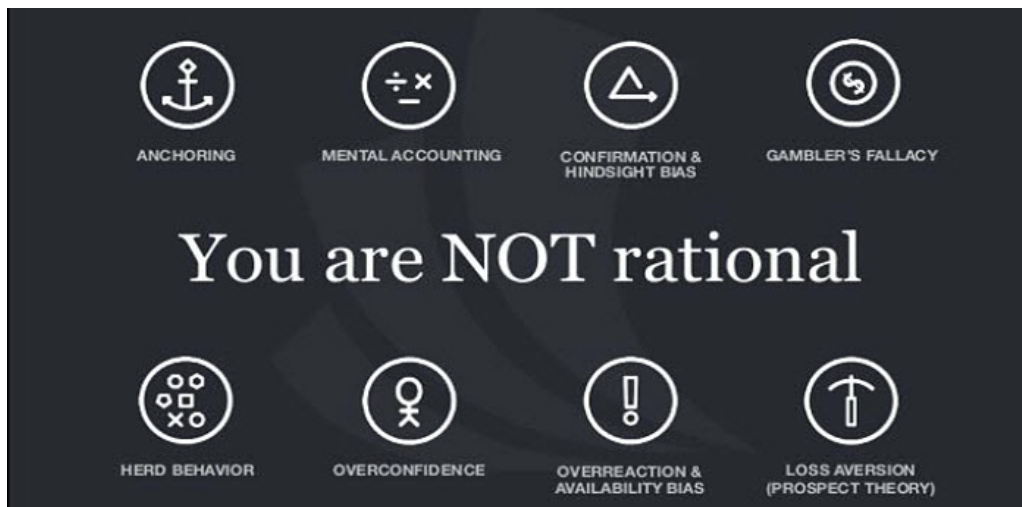 ANCHORING
MENTAL ACCOUNTING
CONFIRMATION &
HINDSIGHT BIAS
GAMBLER'S FALLACY
You are NOT rational
HERD BEHAVIOR
OVERCONFIDENCE
OVERREACTION &
AVAILABILITY BIAS
LOSS AVERSION
(PROSPECT THEORY)